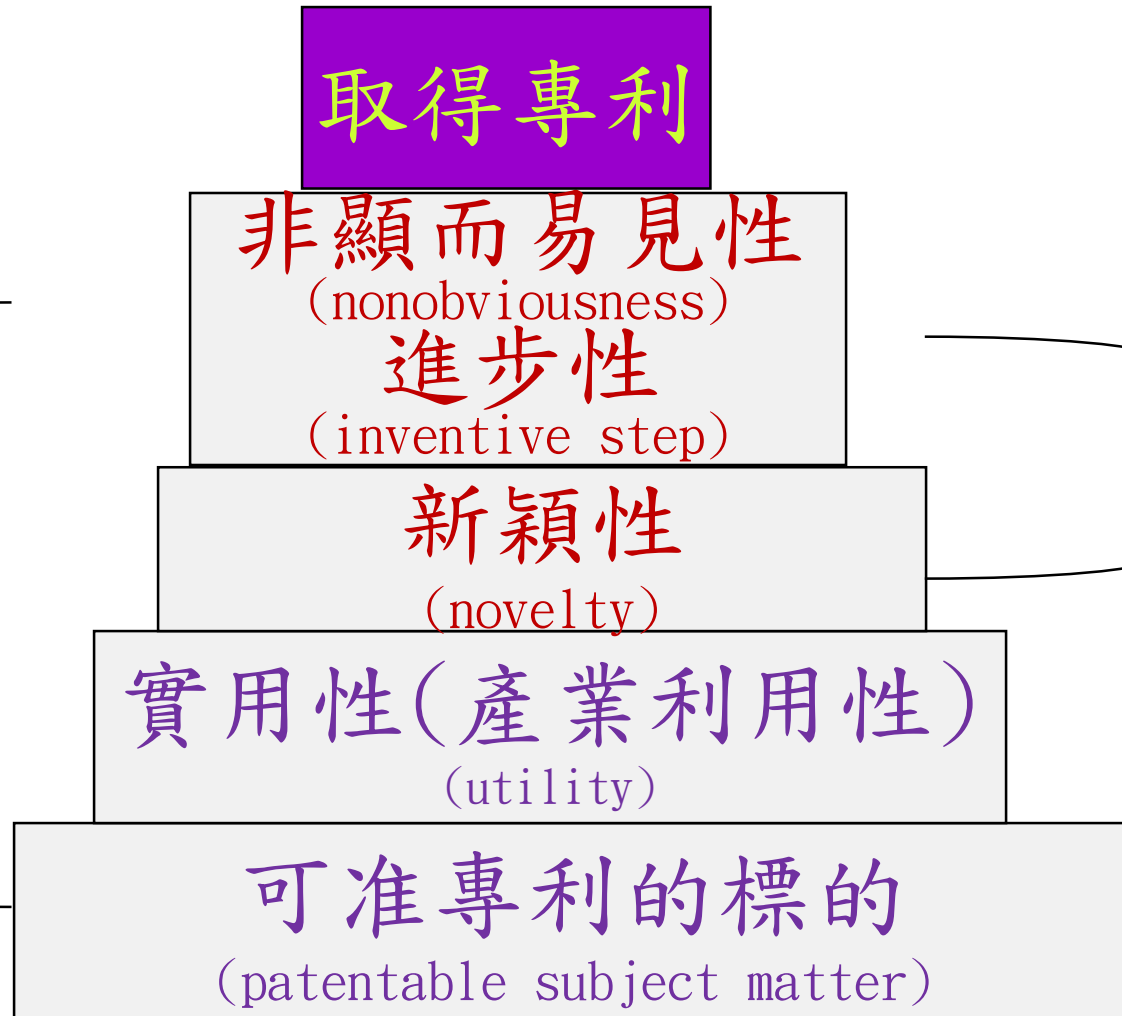 取得專利
非顯而易見性
(nonobviousness)
進步性
(inventive step)
新穎性
(novelty)
實用性(產業利用性)
(utility)
可准專利的標的
(patentable subject matter)